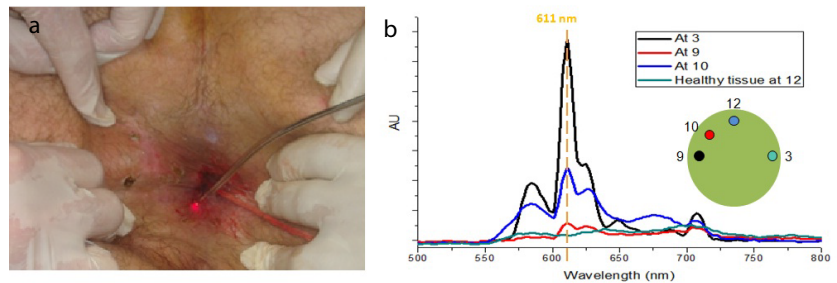 a
b
611 nm
At 3
At 9
At 10
Healthy tissue at 12
12
10
9
3
AU
500
550
600
650
700
750
800
Wavelength (nm)